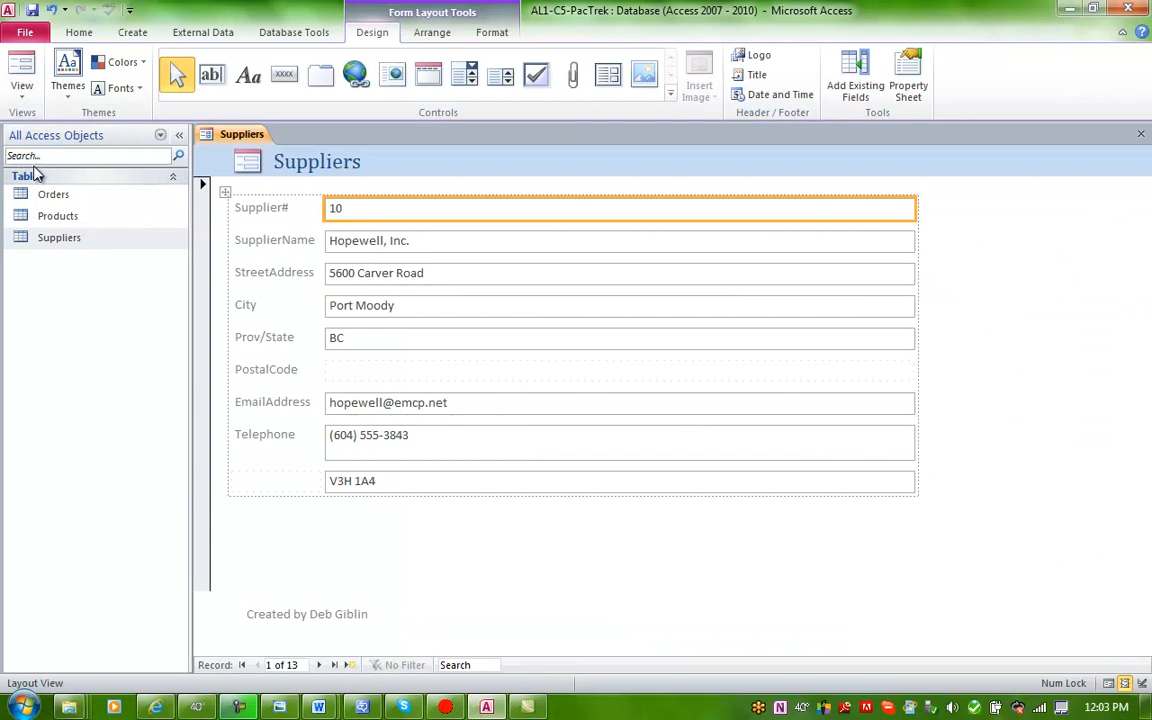 Form Layout Tools
AL1-C5-PacTrek : Database (Access 2007 - 2010) - Microsoft Access
File Home Create External Data Database Tools Design Arrange Format
View Themes Colors Fonts ab| Aa xxxx Insert Image Logo Title Date and Time Add Existing Fields Property Sheet
Views Themes Controls Header / Footer Tools
All Access Objects
Search...
Orders
Products
Suppliers
Suppliers
Suppliers
Supplier# 10
SupplierName Hopewell, Inc.
StreetAddress 5600 Carver Road
City Port Moody
Prov/State BC
PostalCode
EmailAddress hopewell@emcp.net
Telephone (604) 555-3843
V3H 1A4
Created by Deb Giblin
Record: 1 of 13 No Filter Search
Layout View Num Lock
40° 40° 12:03 PM